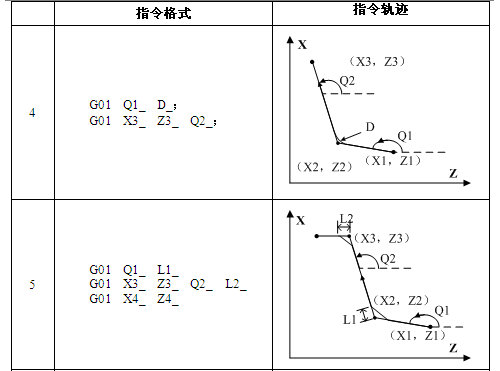 指令格式
指令轨迹
4
G01 Q1_ D_;
G01 X3_ Z3_ Q2_;
X
(X3, Z3)
Q2
D
Q1
(X2, Z2)
(X1, Z1)
Z
5
G01 Q1_ L1_
G01 X3_ Z3_ Q2_ L2_
G01 X4_ Z4_
X
L2
(X3, Z3)
Q2
(X2, Z2)
Q1
L1
(X1, Z1)
Z